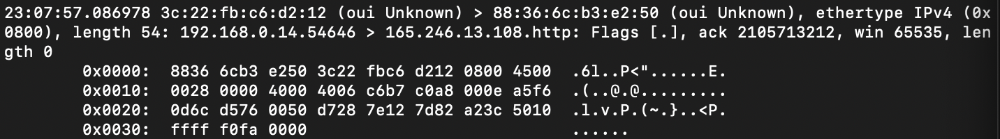 23:07:57.086978 3c:22:fb:c6:d2:12 (oui Unknown) > 88:36:6c:b3:e2:50 (oui Unknown), ethertype IPv4 (0x
0800), length 54: 192.168.0.14.54646 > 165.246.13.108.http: Flags [.], ack 2105713212, win 65535, len
gth 0
0x0000:  8836 6cb3 e250 3c22 fbc6 d212 0800 4500  .6l..P<"......E.
0x0010:  0028 0000 4000 4006 c6b7 c0a8 000e a5f6  .(..@.@.........
0x0020:  0d6c d576 0050 d728 7e12 7d82 a23c 5010  .l.v.P.(~.}..<P.
0x0030:  ffff f0fa 0000                           ......